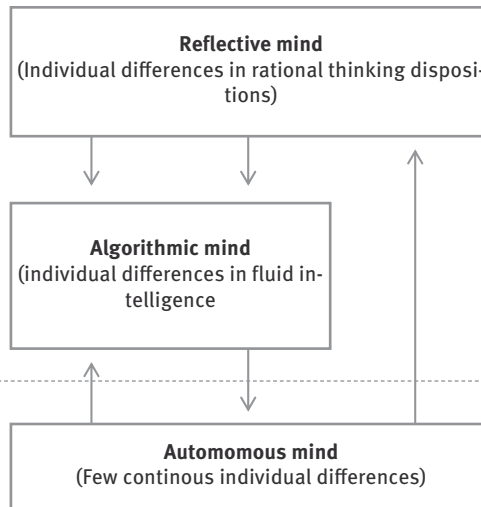 Reflective mind
(Individual differences in rational thinking disposi-
tions)
Algorithmic mind
(individual differences in fluid in-
telligence
Automomous mind
(Few continous individual differences)